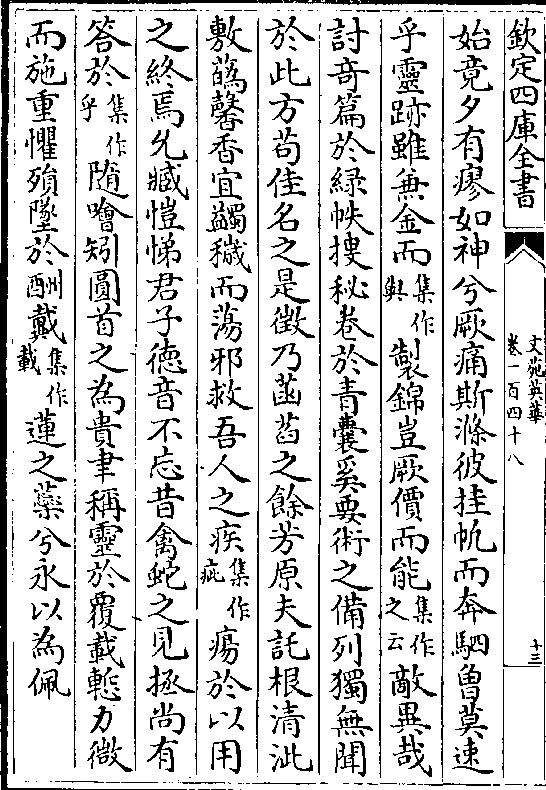 欽定四庫全書
文苑英華
卷一百四十八
十三
始竟夕有瘳如神兮厥痛斯滌彼挂帆而奔駟曾莫速
乎靈跡雖無金而集作與製錦豈厥價而能集作之云敵異哉
討奇篇於緑帙捜秘卷於青囊奚要術之備列獨無聞
於此方苟佳名之是徴乃菡萏之餘芳原夫託根清泚
敷蘤馨香宜蠲穢而蕩邪救吾人之疾集作疵瘍於以用
之終焉允臧愷悌君子徳音不忘昔禽蛇之見拯尚有
答於集作乎随噲矧圓首之為貴聿稱靈於覆載慙力微
而施重懼殞墜於酬戴集作載蓮之蘂兮永以為佩